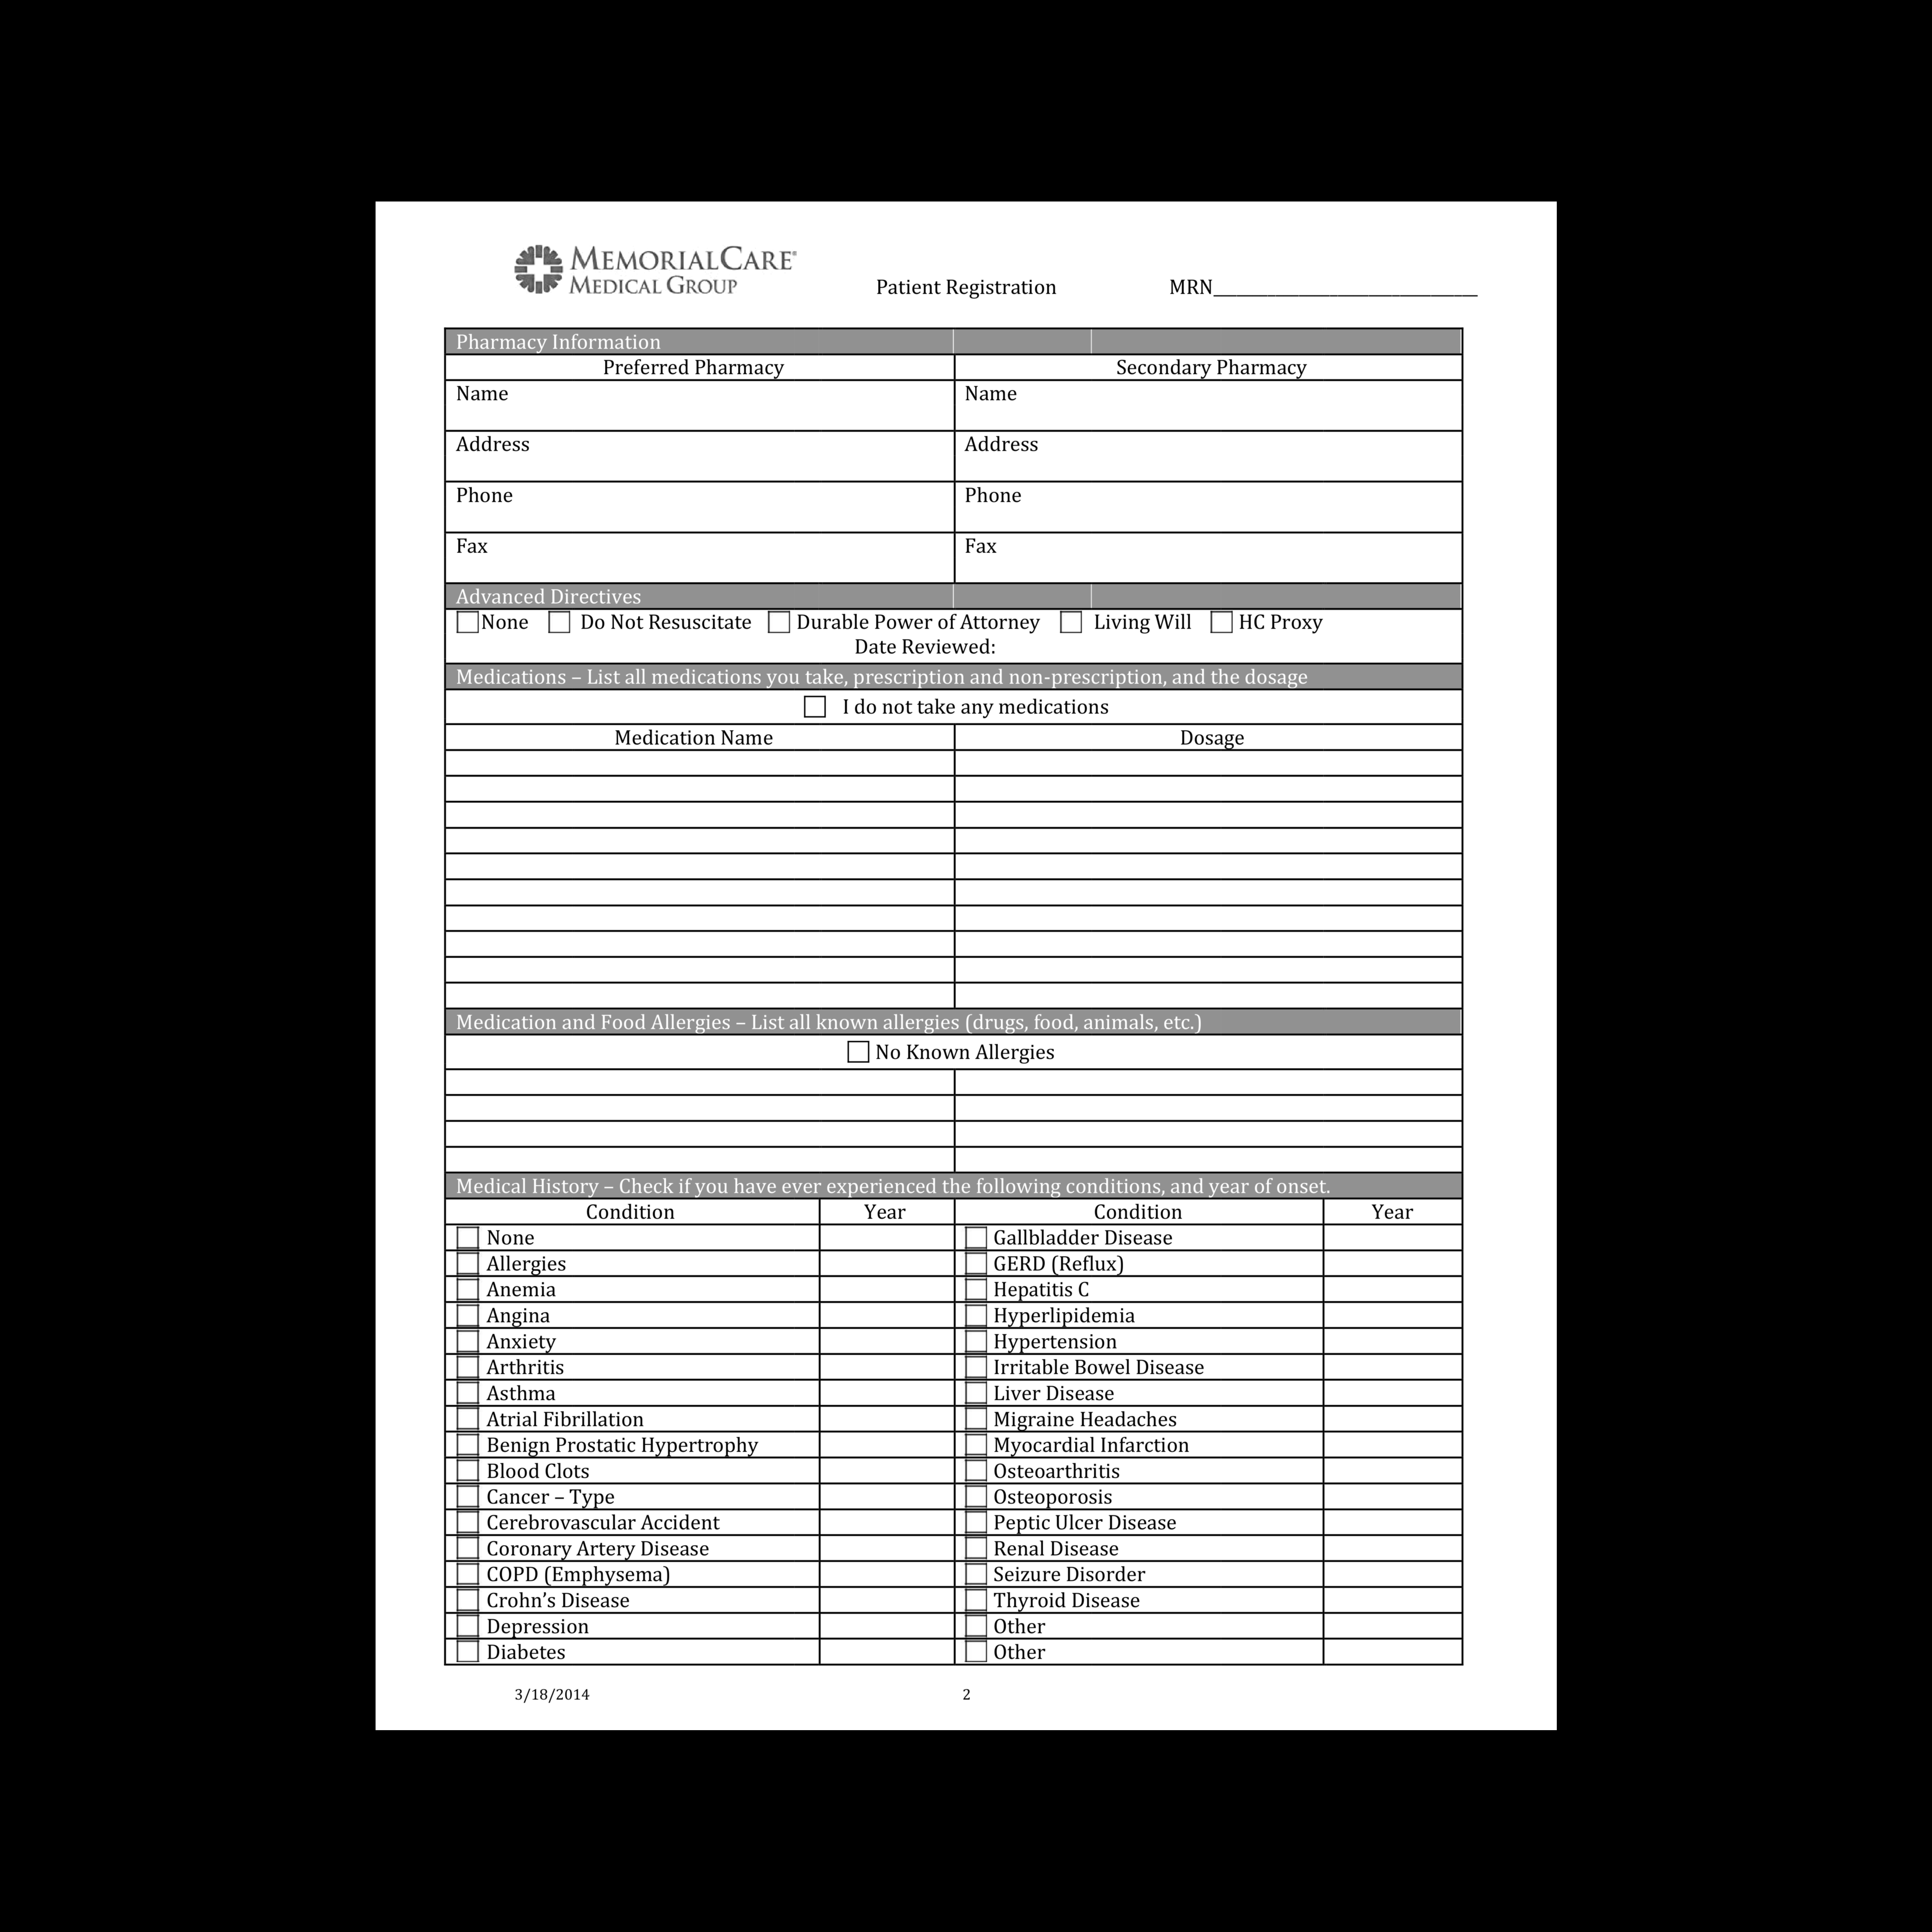 MEMORIALCARE®
MEDICAL GROUP
Patient Registration MRN________________________
Pharmacy Information
Preferred Pharmacy Secondary Pharmacy
Name Name
Address Address
Phone Phone
Fax Fax
Advanced Directives
None Do Not Resuscitate Durable Power of Attorney Living Will HC Proxy
Date Reviewed:
Medications – List all medications you take, prescription and non-prescription, and the dosage
I do not take any medications
Medication Name Dosage
Medication and Food Allergies – List all known allergies (drugs, food, animals, etc.)
No Known Allergies
Medical History – Check if you have ever experienced the following conditions, and year of onset.
Condition Year Condition Year
None Gallbladder Disease
Allergies GERD (Reflux)
Anemia Hepatitis C
Angina Hyperlipidemia
Anxiety Hypertension
Arthritis Irritable Bowel Disease
Asthma Liver Disease
Atrial Fibrillation Migraine Headaches
Benign Prostatic Hypertrophy Myocardial Infarction
Blood Clots Osteoarthritis
Cancer – Type Osteoporosis
Cerebrovascular Accident Peptic Ulcer Disease
Coronary Artery Disease Renal Disease
COPD (Emphysema) Seizure Disorder
Crohn’s Disease Thyroid Disease
Depression Other
Diabetes Other
3/18/2014 2